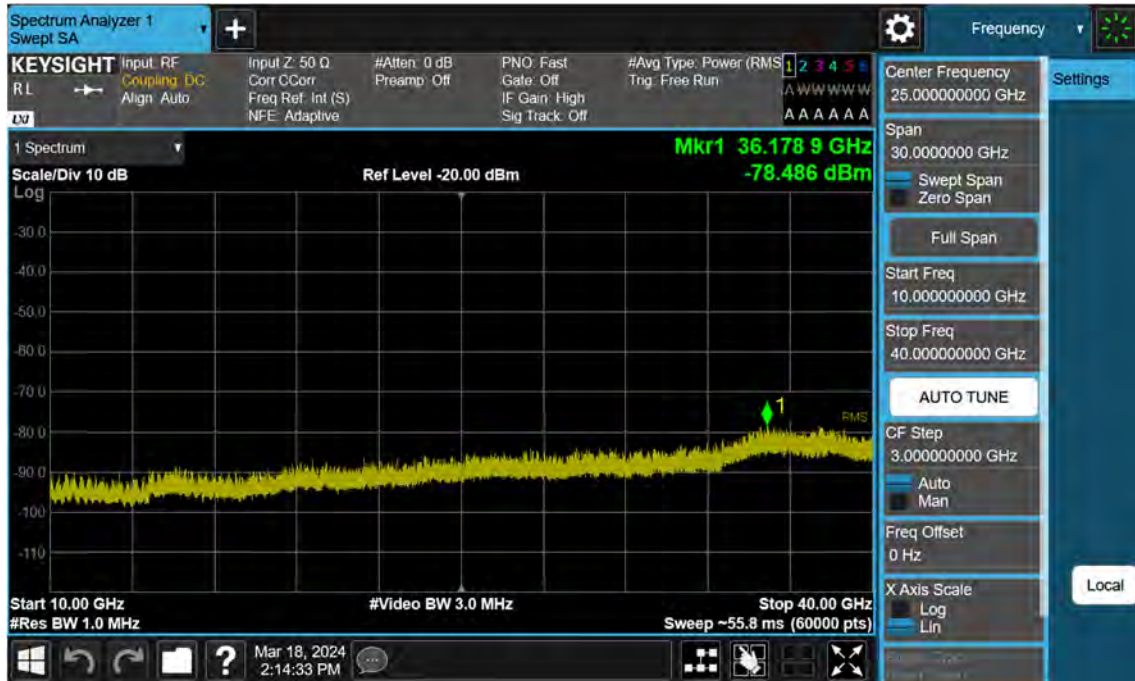 Spectrum Analyzer 1
Swept SA
Frequency
KEYSIGHT
RL
LXI
Input: RF
Coupling: DC
Align: Auto
Input Z: 50 Ω
Corr CCorr
Freq Ref: Int (S)
NFE: Adaptive
#Atten: 0 dB
Preamp: Off
PNO: Fast
Gate: Off
IF Gain: High
Sig Track: Off
#Avg Type: Power (RMS
Trig: Free Run
1 2 3 4 5 6
A W W W W W
A A A A A A
1 Spectrum
Mkr1 36.178 9 GHz
-78.486 dBm
Scale/Div 10 dB
Ref Level -20.00 dBm
Log
-30.0
-40.0
-50.0
-60.0
-70.0
-80.0
-90.0
-100
-110
1
RMS
Start 10.00 GHz
#Res BW 1.0 MHz
#Video BW 3.0 MHz
Stop 40.00 GHz
Sweep ~55.8 ms (60000 pts)
Center Frequency
25.000000000 GHz
Span
30.0000000 GHz
Swept Span
Zero Span
Full Span
Start Freq
10.000000000 GHz
Stop Freq
40.000000000 GHz
AUTO TUNE
CF Step
3.000000000 GHz
Auto
Man
Freq Offset
0 Hz
X Axis Scale
Log
Lin
Settings
Local
?
Mar 18, 2024
2:14:33 PM